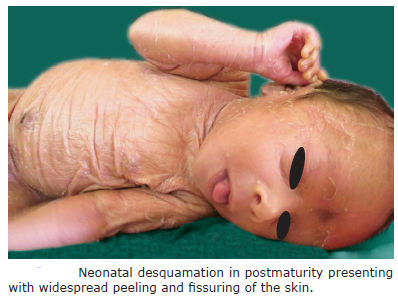 Neonatal desquamation in postmaturity presenting
with widespread peeling and fissuring of the skin.